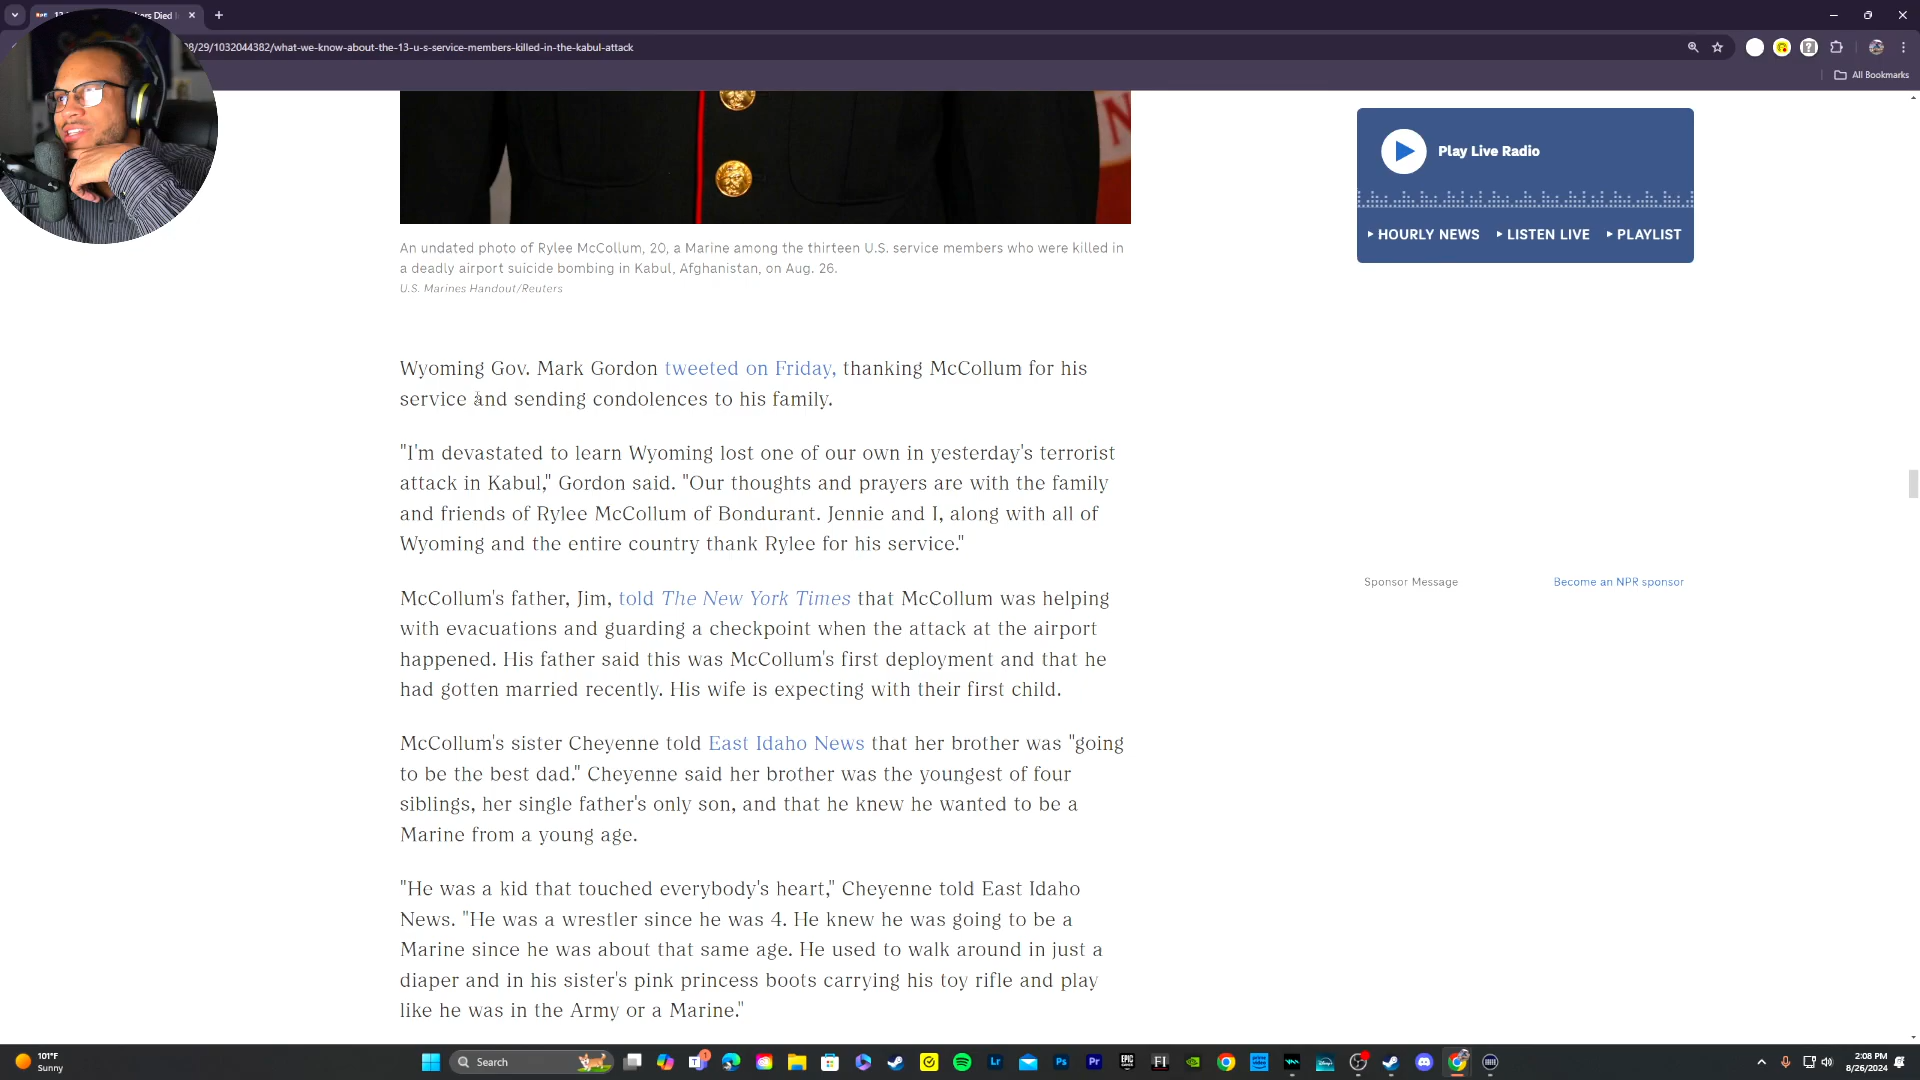 kers Died I
8/29/1032044382/what-we-know-about-the-13-u-s-service-members-killed-in-the-kabul-attack
All Bookmarks
N
An undated photo of Rylee McCollum, 20, a Marine among the thirteen U.S. service members who were killed in
a deadly airport suicide bombing in Kabul, Afghanistan, on Aug. 26.
U.S. Marines Handout/Reuters
Play Live Radio
HOURLY NEWS
LISTEN LIVE
PLAYLIST
Wyoming Gov. Mark Gordon tweeted on Friday, thanking McCollum for his
service and sending condolences to his family.
"I'm devastated to learn Wyoming lost one of our own in yesterday's terrorist
attack in Kabul," Gordon said. "Our thoughts and prayers are with the family
and friends of Rylee McCollum of Bondurant. Jennie and I, along with all of
Wyoming and the entire country thank Rylee for his service."
Sponsor Message
Become an NPR sponsor
McCollum's father, Jim, told The New York Times that McCollum was helping
with evacuations and guarding a checkpoint when the attack at the airport
happened. His father said this was McCollum's first deployment and that he
had gotten married recently. His wife is expecting with their first child.
McCollum's sister Cheyenne told East Idaho News that her brother was "going
to be the best dad." Cheyenne said her brother was the youngest of four
siblings, her single father's only son, and that he knew he wanted to be a
Marine from a young age.
"He was a kid that touched everybody's heart," Cheyenne told East Idaho
News. "He was a wrestler since he was 4. He knew he was going to be a
Marine since he was about that same age. He used to walk around in just a
diaper and in his sister's pink princess boots carrying his toy rifle and play
like he was in the Army or a Marine."
101°F
Sunny
Search
Lr
Ps
Pr
EPIC
GAMES
FI
2:08 PM
8/26/2024